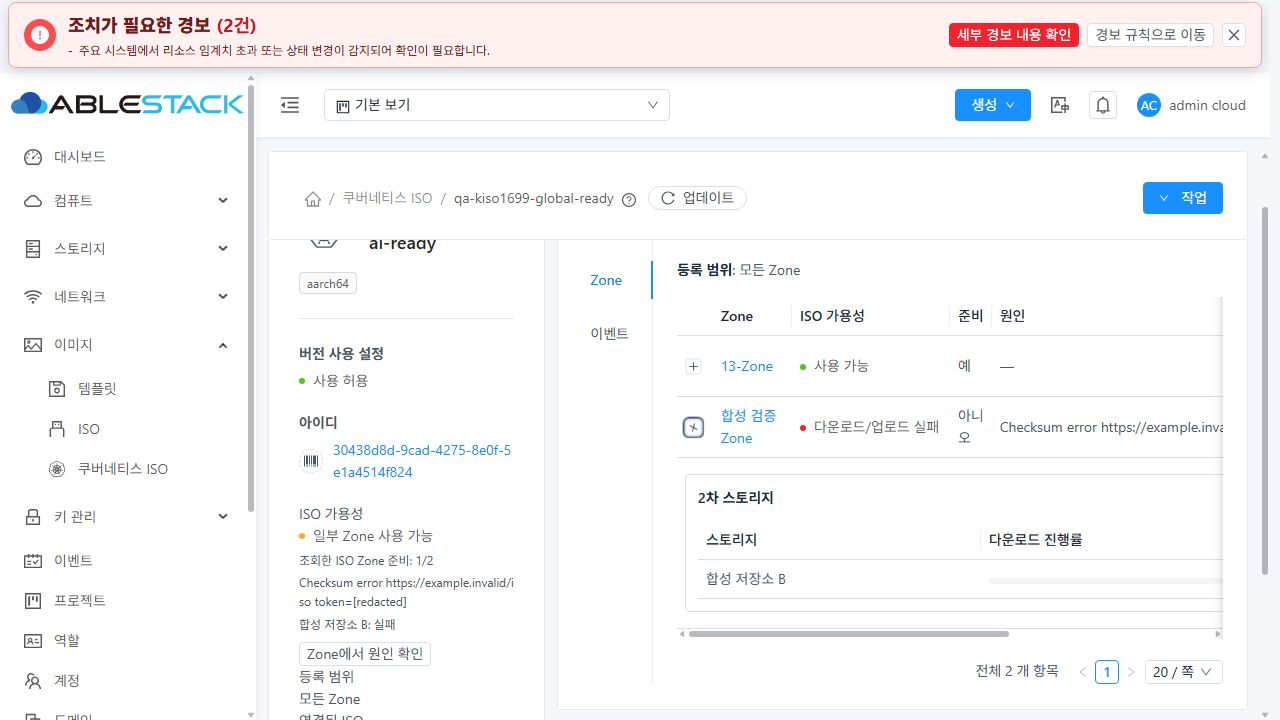 조치가 필요한 경보 (2건)
- 주요 시스템에서 리소스 임계치 초과 또는 상태 변경이 감지되어 확인이 필요합니다.
세부 경보 내용 확인
경보 규칙으로 이동
ABLESTACK
기본 보기
생성
AC
admin cloud
대시보드
컴퓨트
스토리지
네트워크
이미지
템플릿
ISO
쿠버네티스 ISO
키 관리
이벤트
프로젝트
역할
계정
도메인
/ 쿠버네티스 ISO / qa-kiso1699-global-ready
업데이트
작업
al-ready
aarch64
버전 사용 설정
사용 허용
아이디
30438d8d-9cad-4275-8e0f-5
e1a4514f824
ISO 가용성
일부 Zone 사용 가능
조회한 ISO Zone 준비: 1/2
Checksum error https://example.invalid/i
so token=[redacted]
합성 저장소 B: 실패
Zone에서 원인 확인
등록 범위
모든 Zone
연결된 ISO
Zone
이벤트
등록 범위: 모든 Zone
Zone ISO 가용성 준비 원인
13-Zone 사용 가능 예 —
합성 검증
Zone
다운로드/업로드 실패
아니
오
Checksum error https://example.inva
2차 스토리지
스토리지 다운로드 진행률
합성 저장소 B
전체 2 개 항목
< 1 >
20 / 쪽